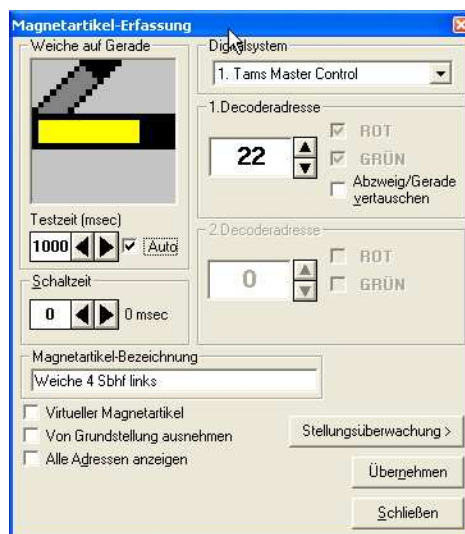 Magnetartikel-Erfassung
Weiche auf Gerade
Digitalsystem
1. Tams Master Control
1.Decoderadresse
22
ROT
GRÜN
Abzweig/Gerade
vertauschen
Testzeit (msec)
1000
Auto
2.Decoderadresse
0
ROT
GRÜN
Schaltzeit
0
0 msec
Magnetartikel-Bezeichnung
Weiche 4 Sbhf links
Virtueller Magnetartikel
Von Grundstellung ausnehmen
Alle Adressen anzeigen
Stellungsüberwachung >
Übernehmen
Schließen